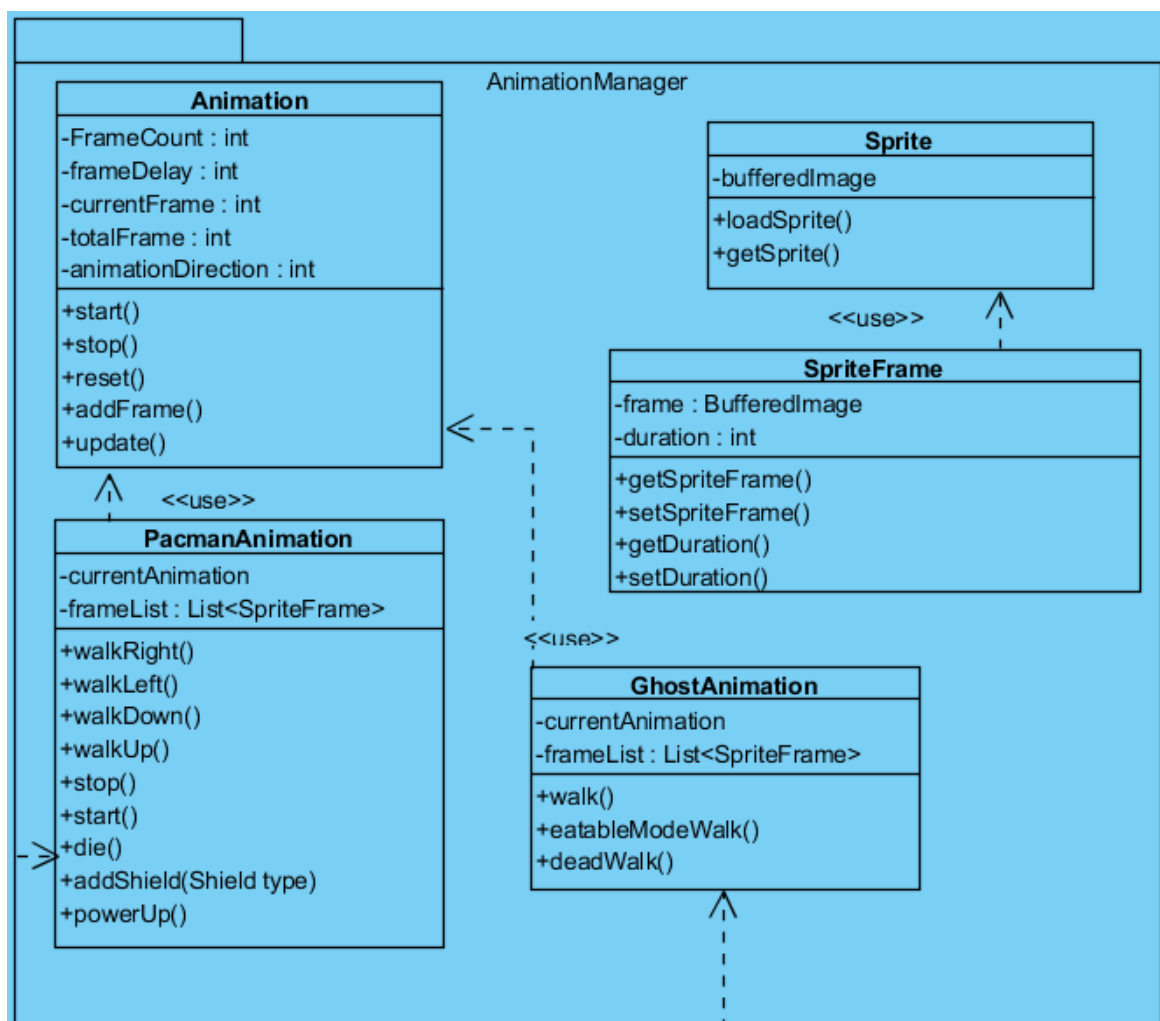 AnimationManager
Animation
-FrameCount : int
-frameDelay : int
-currentFrame : int
-totalFrame : int
-animationDirection : int
+start()
+stop()
+reset()
+addFrame()
+update()
Sprite
-bufferedImage
+loadSprite()
+getSprite()
<<use>>
SpriteFrame
-frame : BufferedImage
-duration : int
+getSpriteFrame()
+setSpriteFrame()
+getDuration()
+setDuration()
<<use>>
PacmanAnimation
-currentAnimation
-frameList : List<SpriteFrame>
+walkRight()
+walkLeft()
+walkDown()
+walkUp()
+stop()
+start()
+die()
+addShield(Shield type)
+powerUp()
<<use>>
GhostAnimation
-currentAnimation
-frameList : List<SpriteFrame>
+walk()
+eatableModeWalk()
+deadWalk()